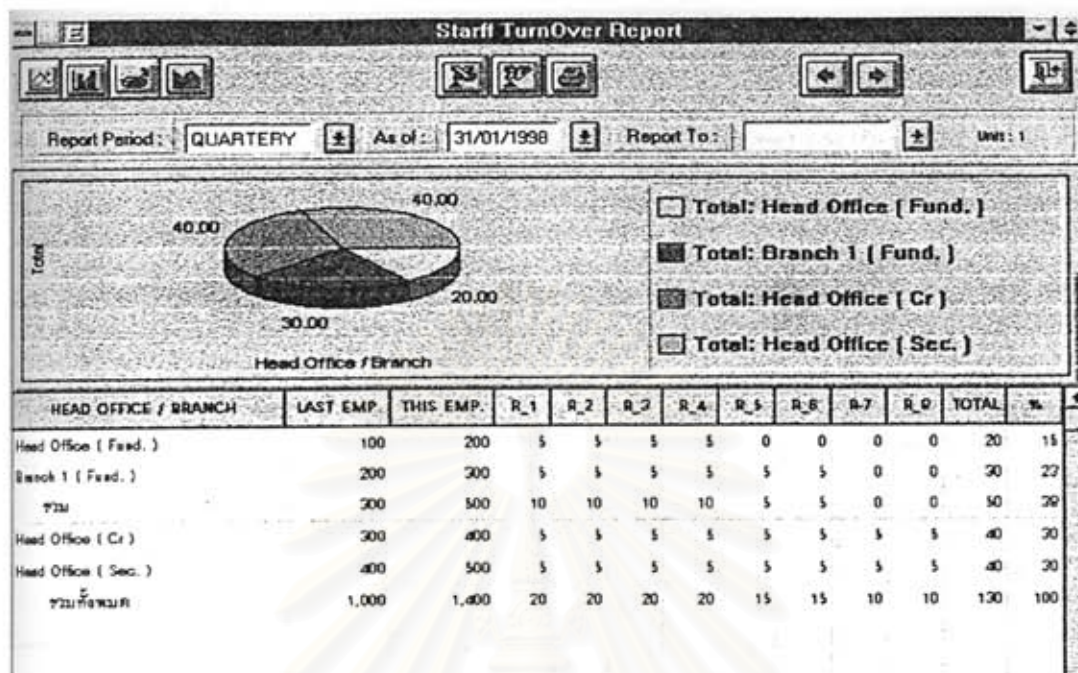 Starff TurnOver Report
Report Period : QUARTERY As of : 31/01/1998 Report To : Unit : 1
Total
40.00
40.00
20.00
30.00
Head Office / Branch
Total: Head Office ( Fund. )
Total: Branch 1 ( Fund. )
Total: Head Office ( Cr )
Total: Head Office ( Sec. )
HEAD OFFICE / BRANCH LAST EMP. THIS EMP. R_1 R_2 R_3 R_4 R_5 R_6 R-7 R_8 TOTAL %
Head Office ( Fund. ) 100 200 5 5 5 5 0 0 0 0 20 15
Branch 1 ( Fund. ) 200 300 5 5 5 5 5 5 0 0 30 23
รวม 300 500 10 10 10 10 5 5 0 0 50 38
Head Office ( Cr ) 300 400 5 5 5 5 5 5 5 5 40 30
Head Office ( Sec. ) 400 500 5 5 5 5 5 5 5 5 40 30
รวมทั้งหมด 1,000 1,400 20 20 20 20 15 15 10 10 130 100